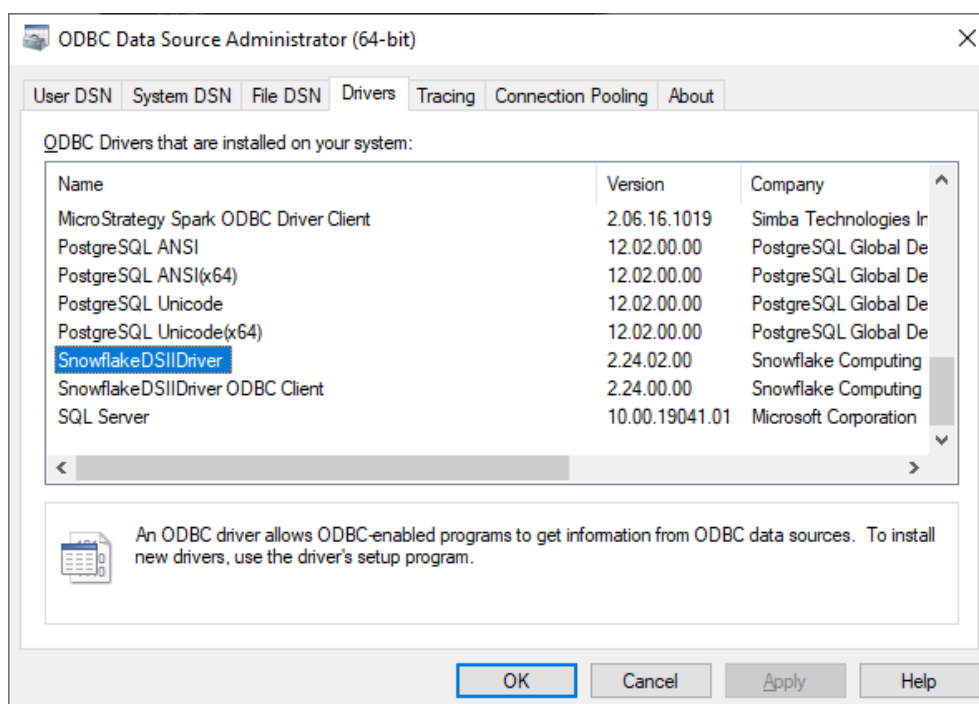 ODBC Data Source Administrator (64-bit)
User DSN System DSN File DSN Drivers Tracing Connection Pooling About
ODBC Drivers that are installed on your system:
Name Version Company
MicroStrategy Spark ODBC Driver Client 2.06.16.1019 Simba Technologies In
PostgreSQL ANSI 12.02.00.00 PostgreSQL Global De
PostgreSQL ANSI(x64) 12.02.00.00 PostgreSQL Global De
PostgreSQL Unicode 12.02.00.00 PostgreSQL Global De
PostgreSQL Unicode(x64) 12.02.00.00 PostgreSQL Global De
SnowflakeDSIIDriver 2.24.02.00 Snowflake Computing
SnowflakeDSIIDriver ODBC Client 2.24.00.00 Snowflake Computing
SQL Server 10.00.19041.01 Microsoft Corporation
An ODBC driver allows ODBC-enabled programs to get information from ODBC data sources. To install
new drivers, use the driver's setup program.
OK Cancel Apply Help